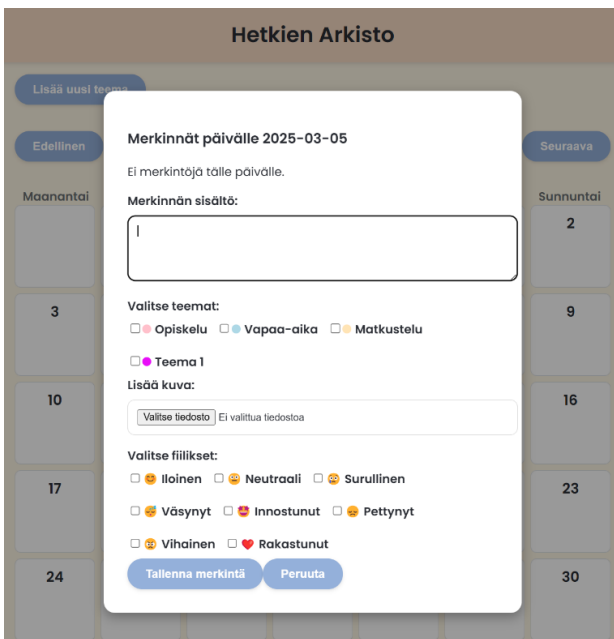 Hetkien Arkisto
Lisää uusi teema
Edellinen
Seuraava
Maanantai
Sunnuntai
Merkinnät päivälle 2025-03-05
Ei merkintöjä tälle päivälle.
Merkinnän sisältö:
Valitse teemat:
Opiskelu Vapaa-aika Matkustelu
Teema 1
Lisää kuva:
Valitse tiedosto Ei valittua tiedostoa
Valitse fiilikset:
Iloinen Neutraali Surullinen
Väsynyt Innostunut Pettynyt
Vihainen Rakastunut
Tallenna merkintä Peruuta
2
3 9
10 16
17 23
24 30